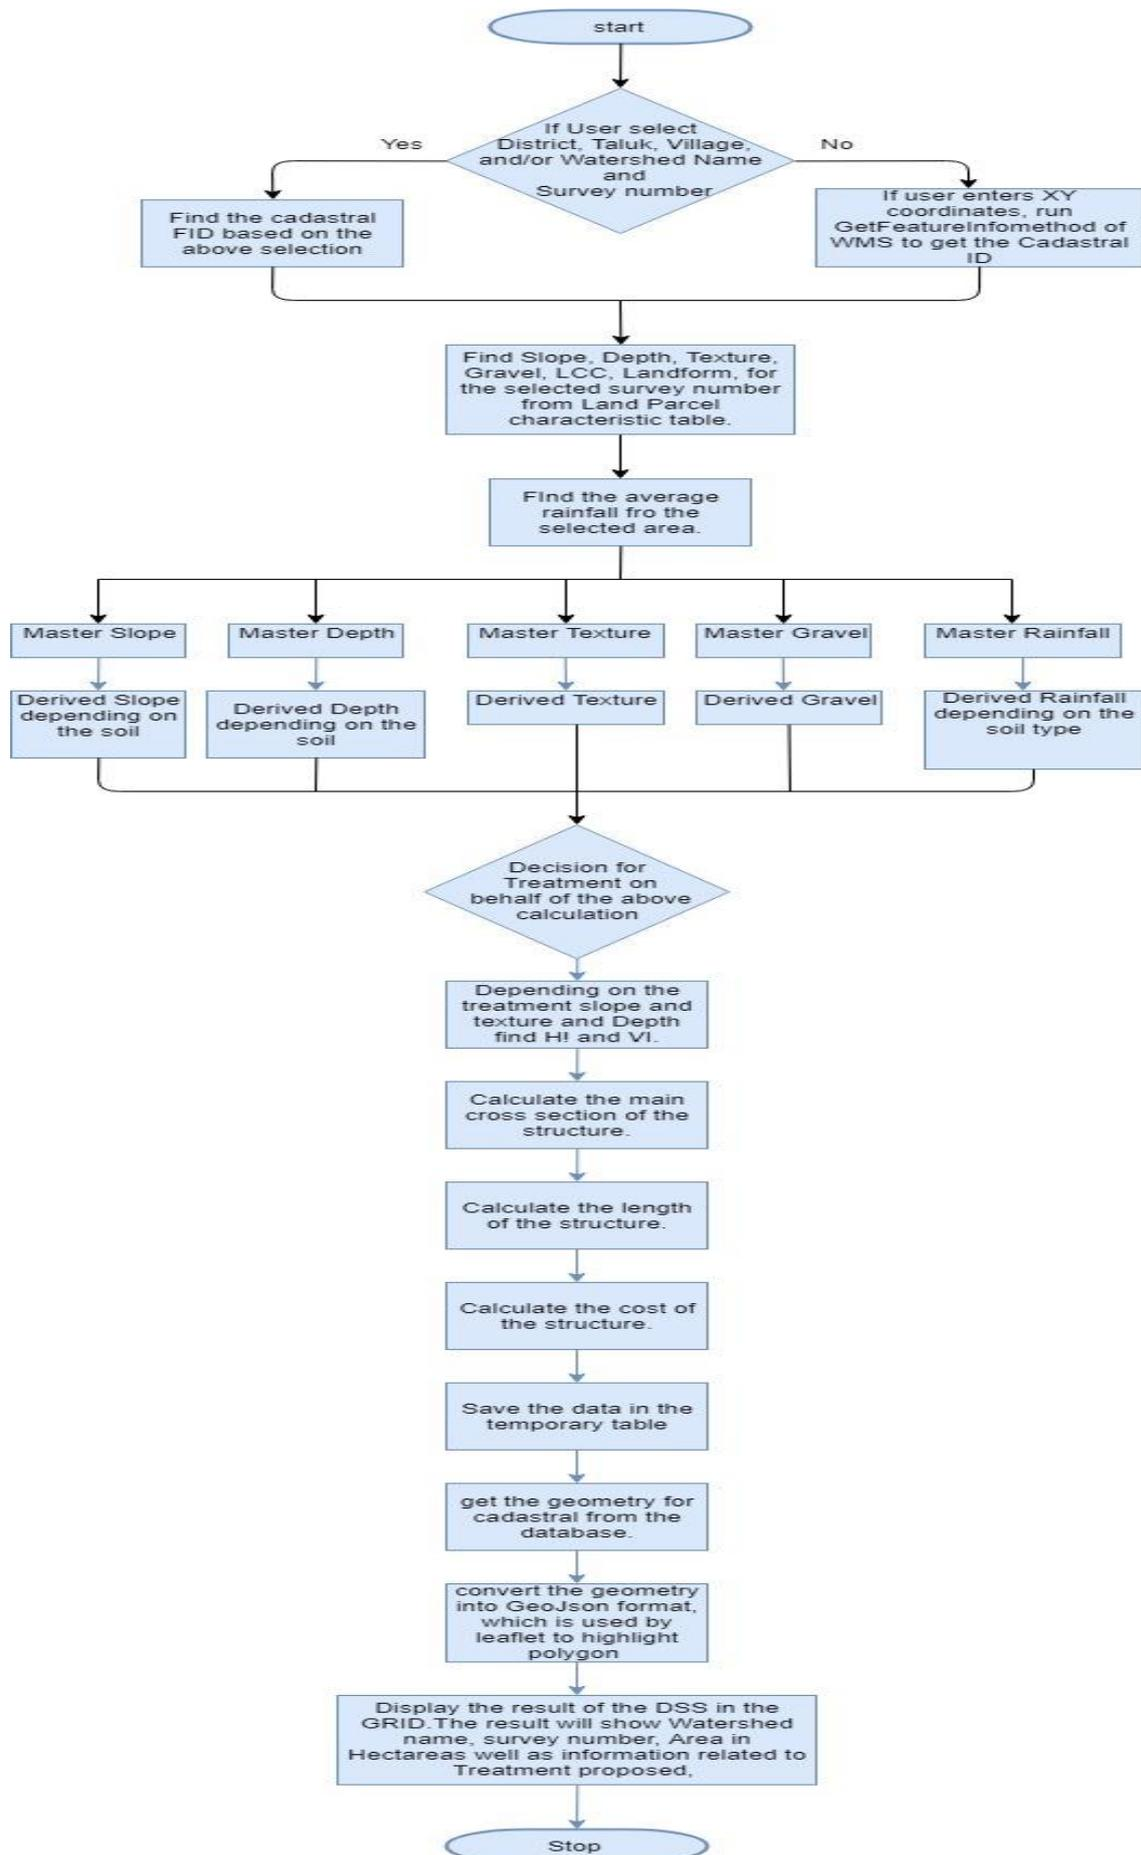 start
If User select
District, Taluk, Village,
and/or Watershed Name
and
Survey number
Yes
No
Find the cadastral
FID based on the
above selection
If user enters XY
coordinates, run
GetFeatureInfomethod of
WMS to get the Cadastral
ID
Find Slope, Depth, Texture,
Gravel, LCC, Landform, for
the selected survey number
from Land Parcel
characteristic table.
FInd the average
rainfall fro the
selected area.
Master Slope
Master Depth
Master Texture
Master Gravel
Master Rainfall
Derived Slope
depending on
the soil
Derived Depth
depending on the
soil
Derived Texture
Derived Gravel
Derived Rainfall
depending on the
soil type
Decision for
Treatment on
behalf of the above
calculation
Depending on the
treatment slope and
texture and Depth
find H! and VI.
Calculate the main
cross section of the
structure.
Calculate the length
of the structure.
Calculate the cost of
the structure.
Save the data in the
temporary table
get the geometry for
cadastral from the
database.
convert the geometry
into GeoJson format,
which is used by
leaflet to highlight
polygon
Display the result of the DSS in the
GRID.The result will show Watershed
name, survey number, Area in
Hectareas well as information related to
Treatment proposed,
Stop